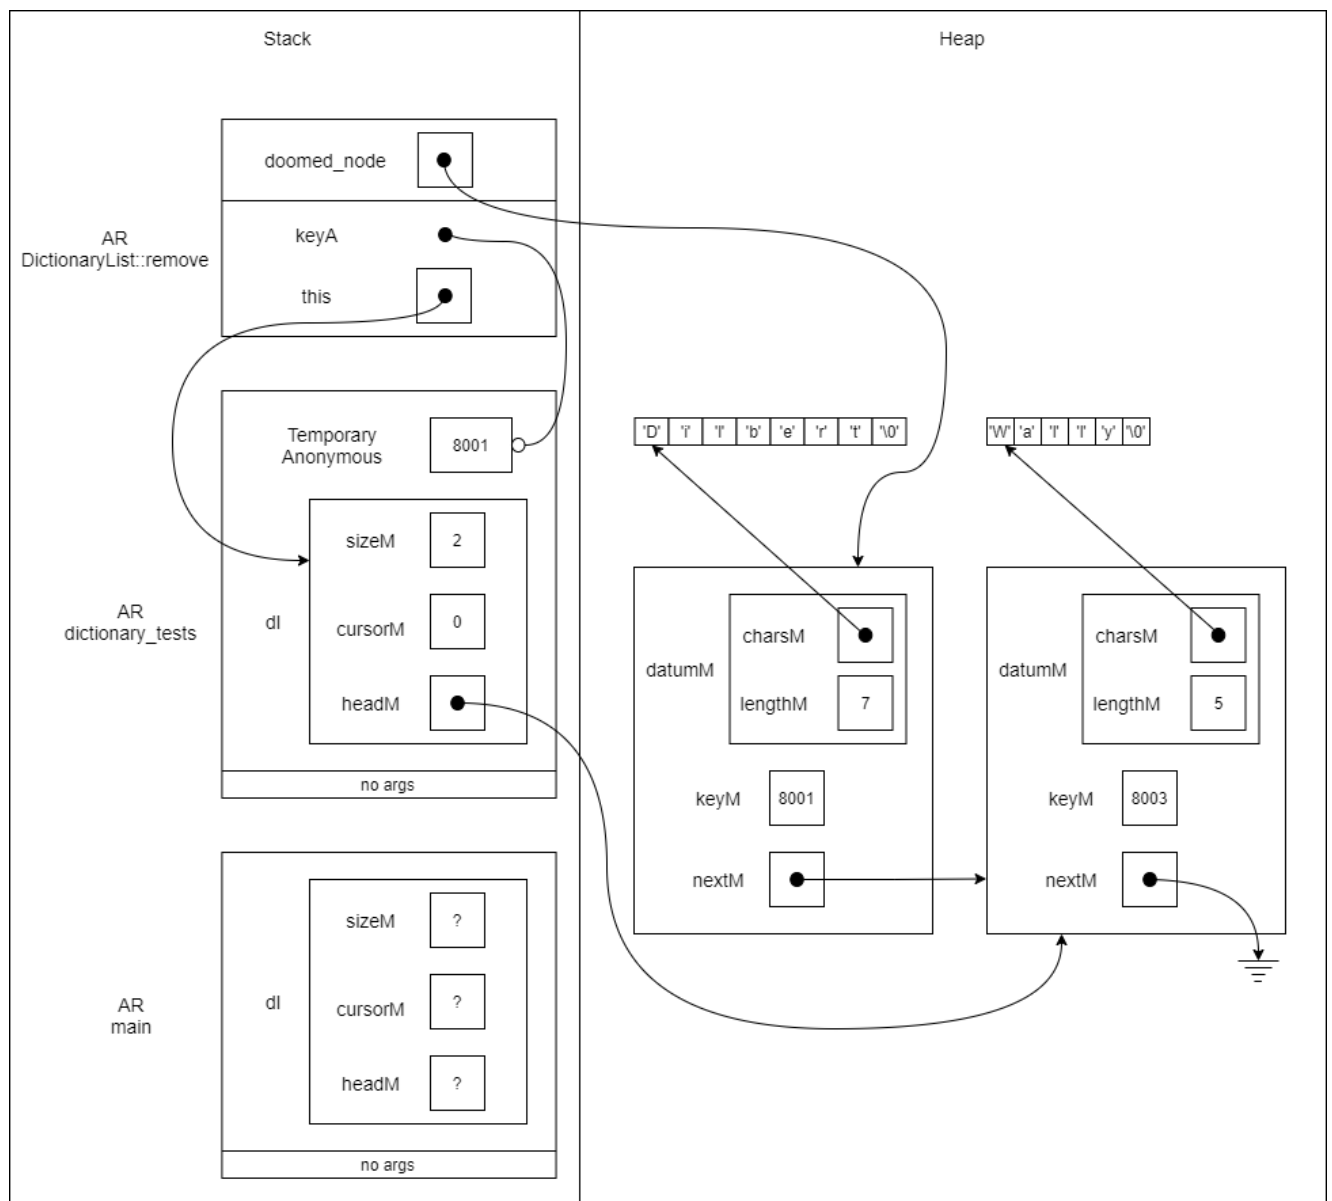 Stack
Heap
doomed_node
AR
DictionaryList::remove
keyA
this
Temporary
Anonymous
8001
sizeM
2
AR
dictionary_tests
dl
cursorM
0
headM
no args
AR
main
dl
sizeM
?
cursorM
?
headM
?
no args
'D' 'i' 'l' 'b' 'e' 'r' 't' '\0'
'W' 'a' 'l' 'l' 'y' '\0'
datumM
charsM
lengthM
7
keyM
8001
nextM
datumM
charsM
lengthM
5
keyM
8003
nextM